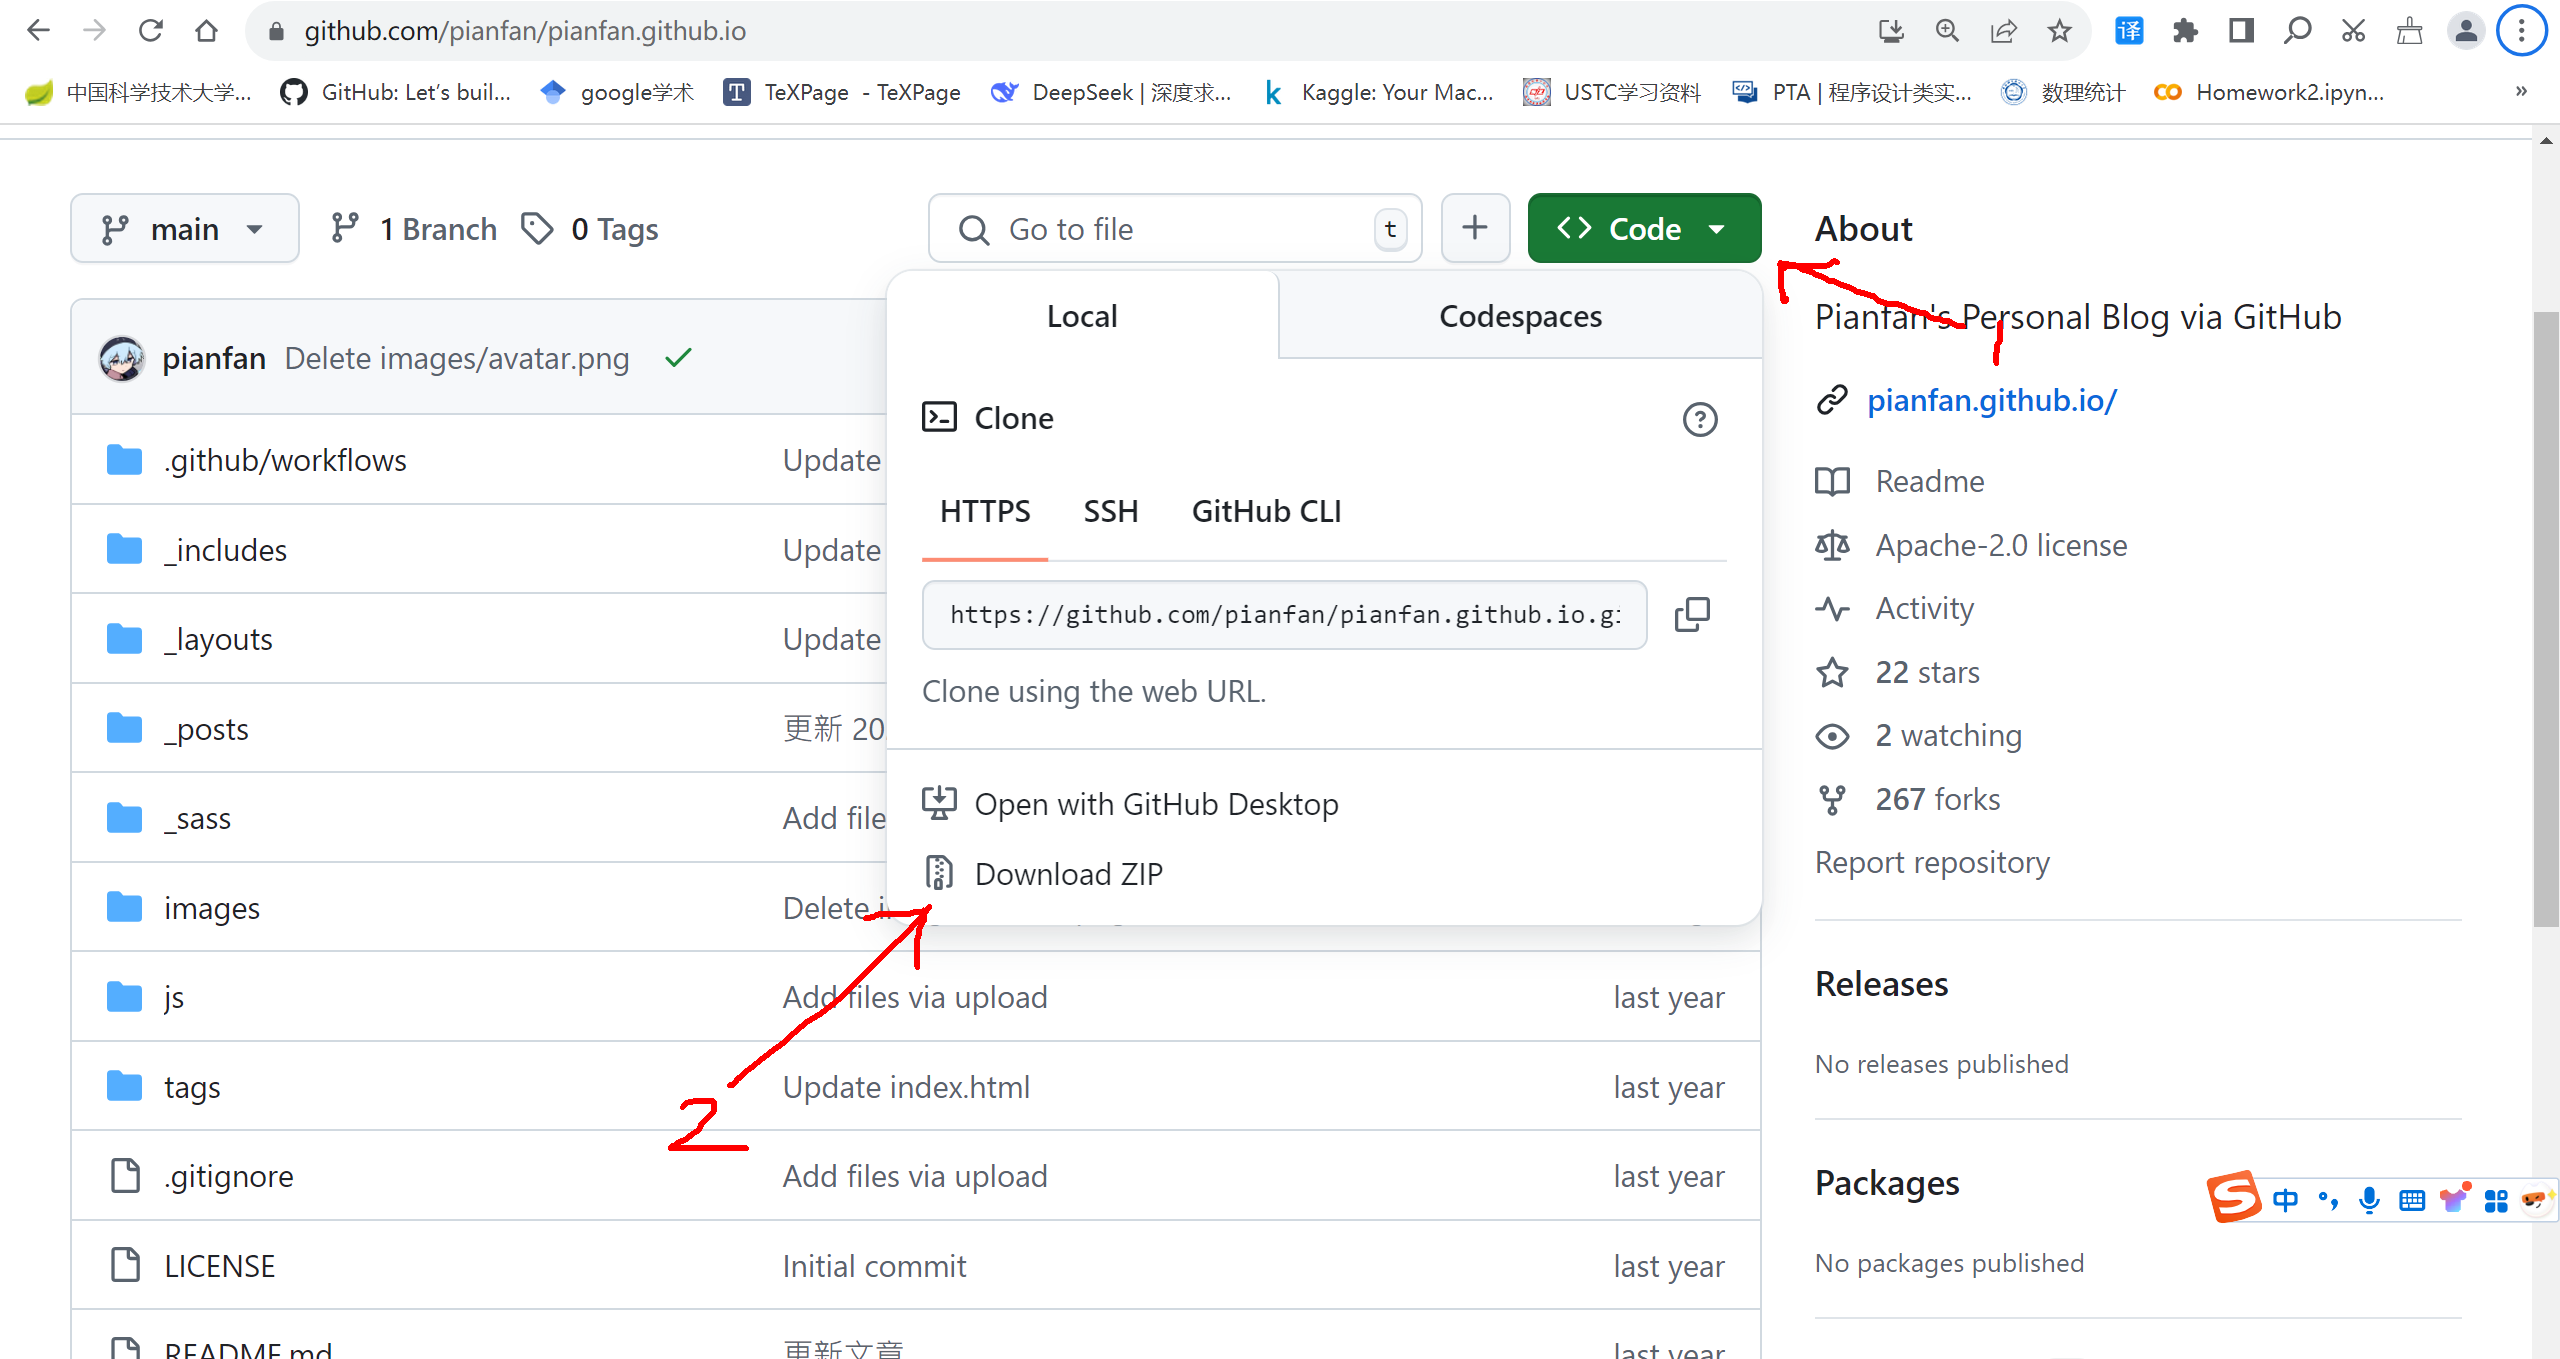 github.com/pianfan/pianfan.github.io
译
中国科学技术大学... GitHub: Let's buil... google学术 T TeXPage - TeXPage DeepSeek | 深度求... k Kaggle: Your Mac... USTC学习资料 PTA | 程序设计类实... 数理统计 Homework2.ipyn... »
main 1 Branch 0 Tags Go to file t + <> Code
About
Local Codespaces
Pianfan's Personal Blog via GitHub
1
pianfan Delete images/avatar.png
pianfan.github.io/
Clone
.github/workflows Update
Readme
HTTPS SSH GitHub CLI
_includes Update
Apache-2.0 license
https://github.com/pianfan/pianfan.github.io.gi
Activity
_layouts Update
22 stars
Clone using the web URL.
_posts 更新 20
2 watching
Open with GitHub Desktop
267 forks
_sass Add file
Report repository
Download ZIP
images Delete i
Releases
js Add files via upload last year
No releases published
tags Update index.html last year
2
.gitignore Add files via upload last year
Packages
S 中
LICENSE Initial commit last year
No packages published
README.md 更新文章 last year